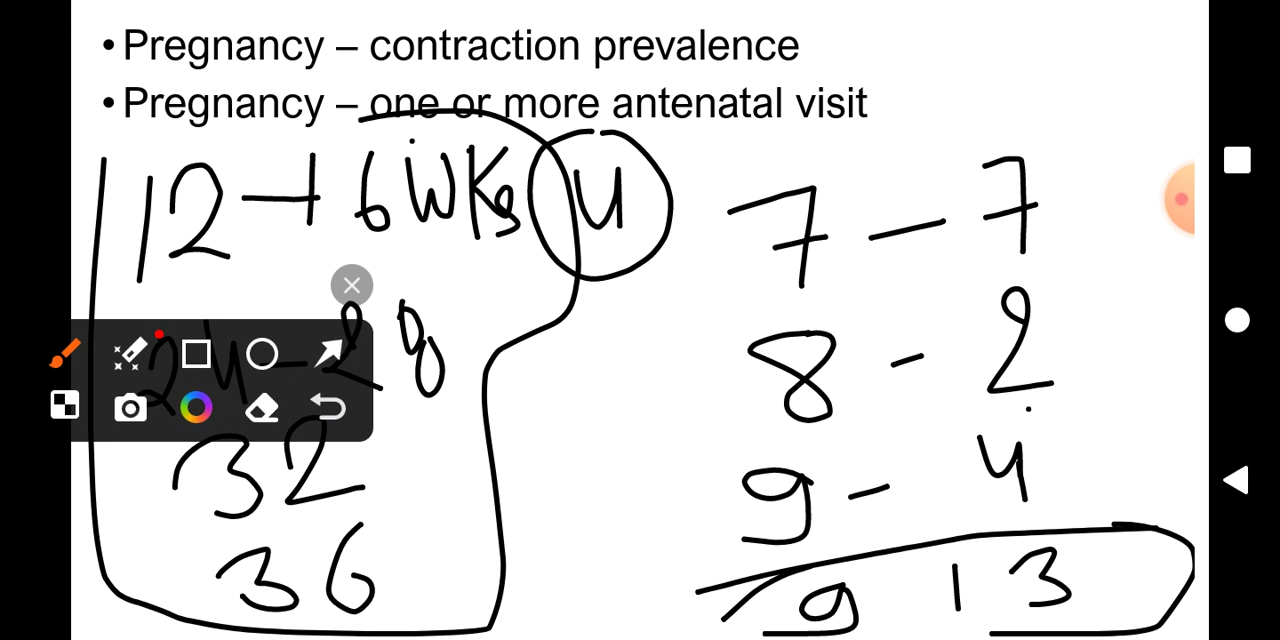 • Pregnancy – contraction prevalence
• Pregnancy – one or more antenatal visit
12 – 16 WKs 4
24 – 28
32
36
7 – 7
8 – 2
9 – 4
9 13